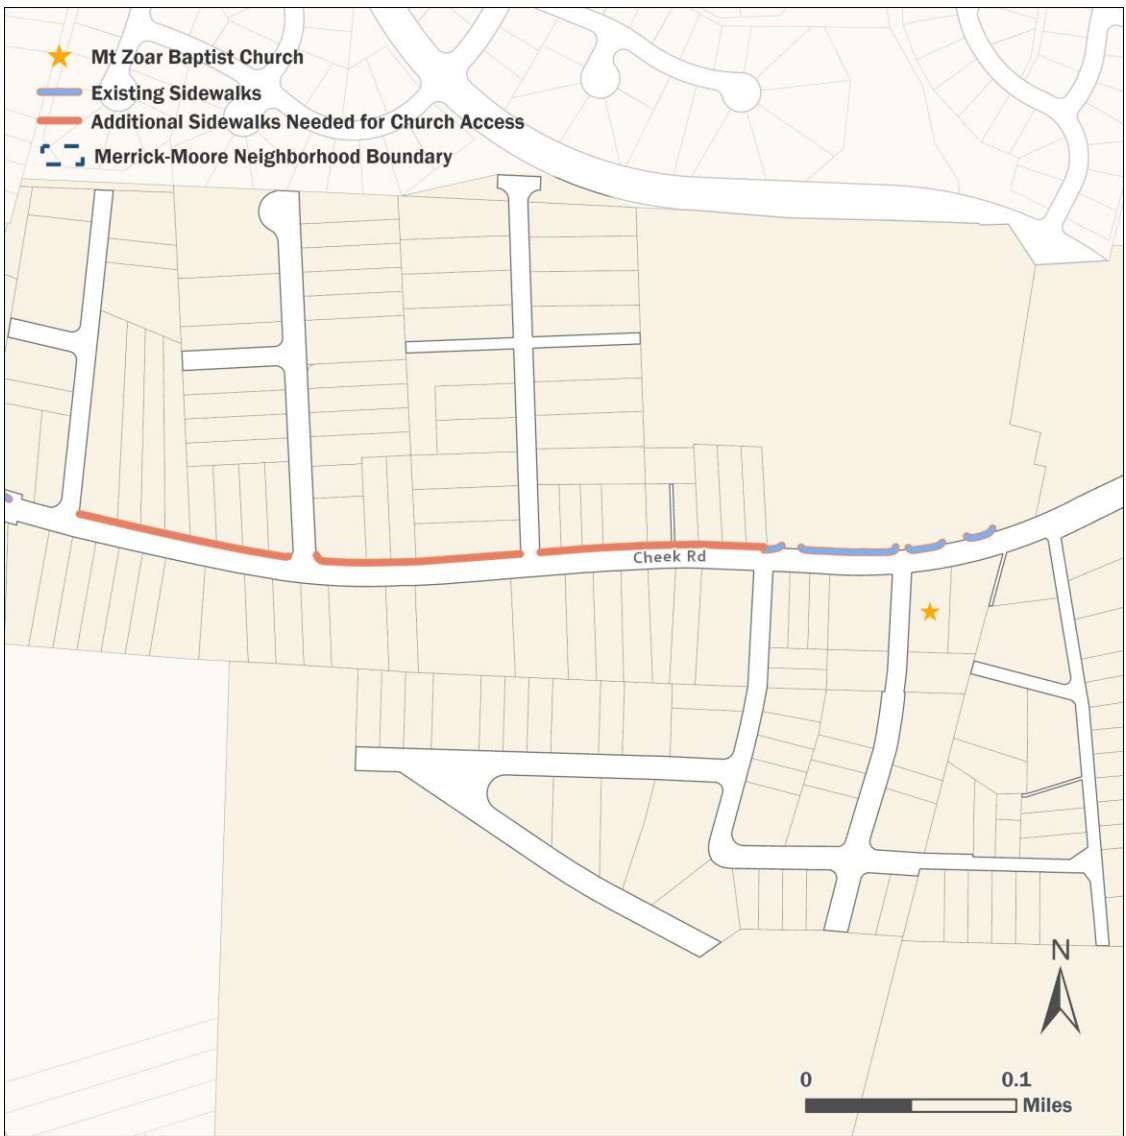 Mt Zoar Baptist Church
Existing Sidewalks
Additional Sidewalks Needed for Church Access
Merrick-Moore Neighborhood Boundary
Cheek Rd
N
0 0.1
Miles